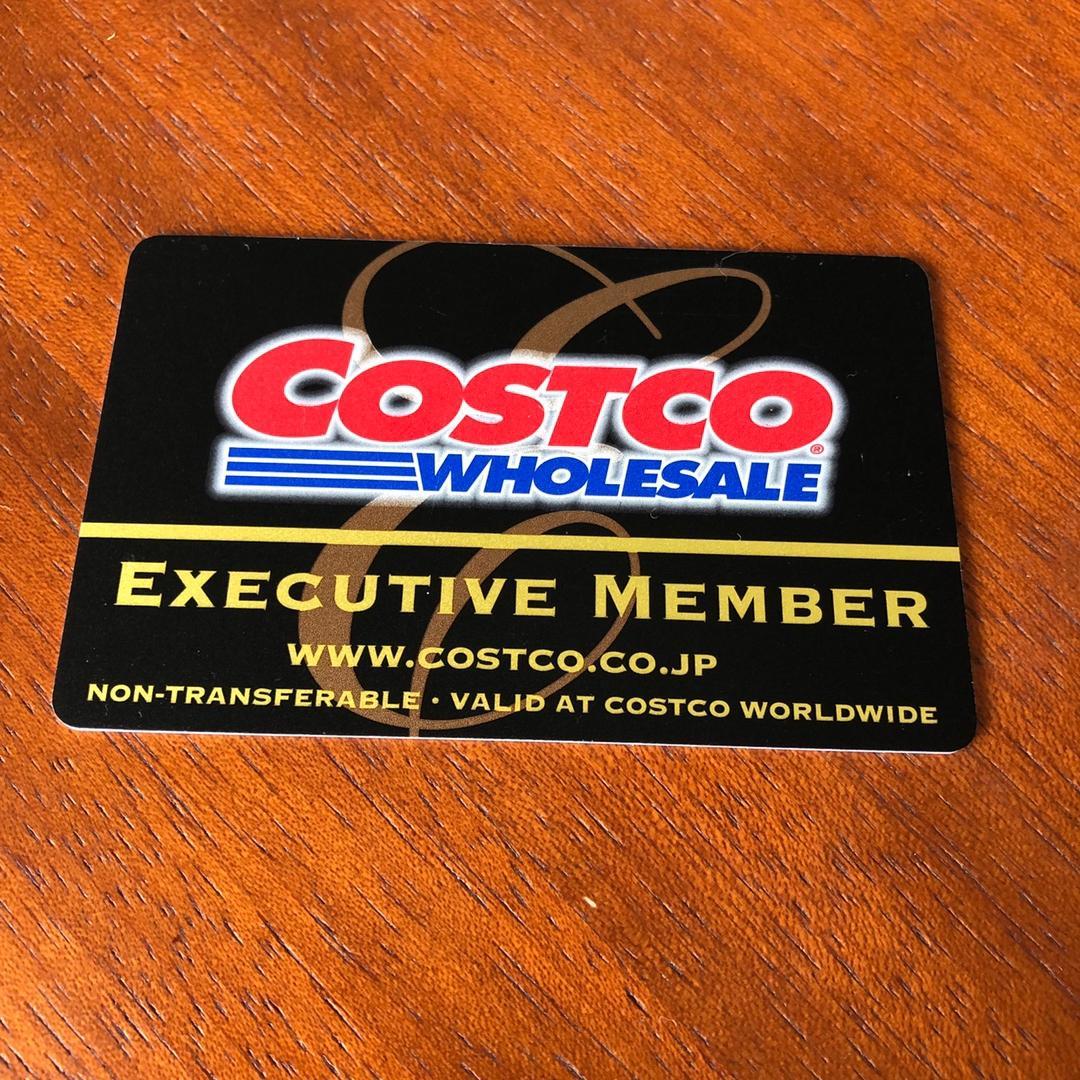 COSTCO®
WHOLESALE
EXECUTIVE MEMBER
WWW.COSTCO.CO.JP
NON-TRANSFERABLE · VALID AT COSTCO WORLDWIDE